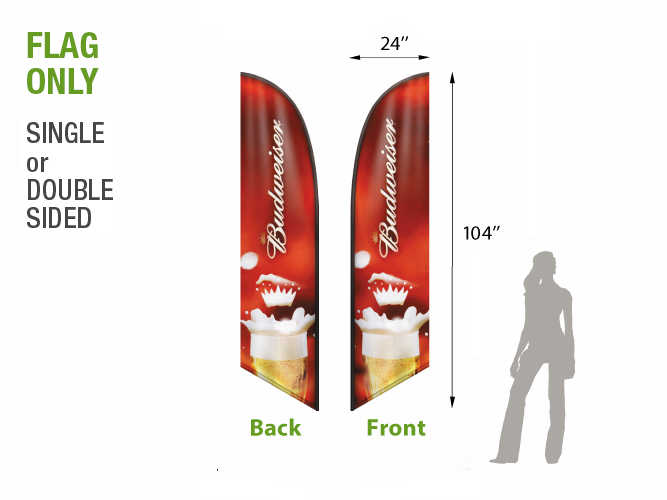 FLAG
ONLY
SINGLE
or
DOUBLE
SIDED
24”
104”
Budweiser
Budweiser
Back
Front